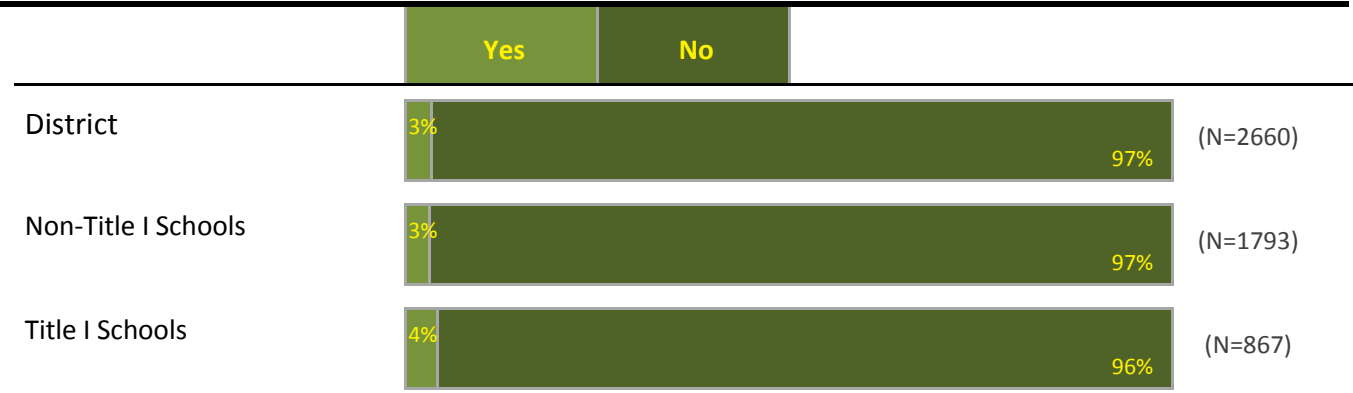 Yes No
District 3% 97% (N=2660)
Non-Title I Schools 3% 97% (N=1793)
Title I Schools 4% 96% (N=867)